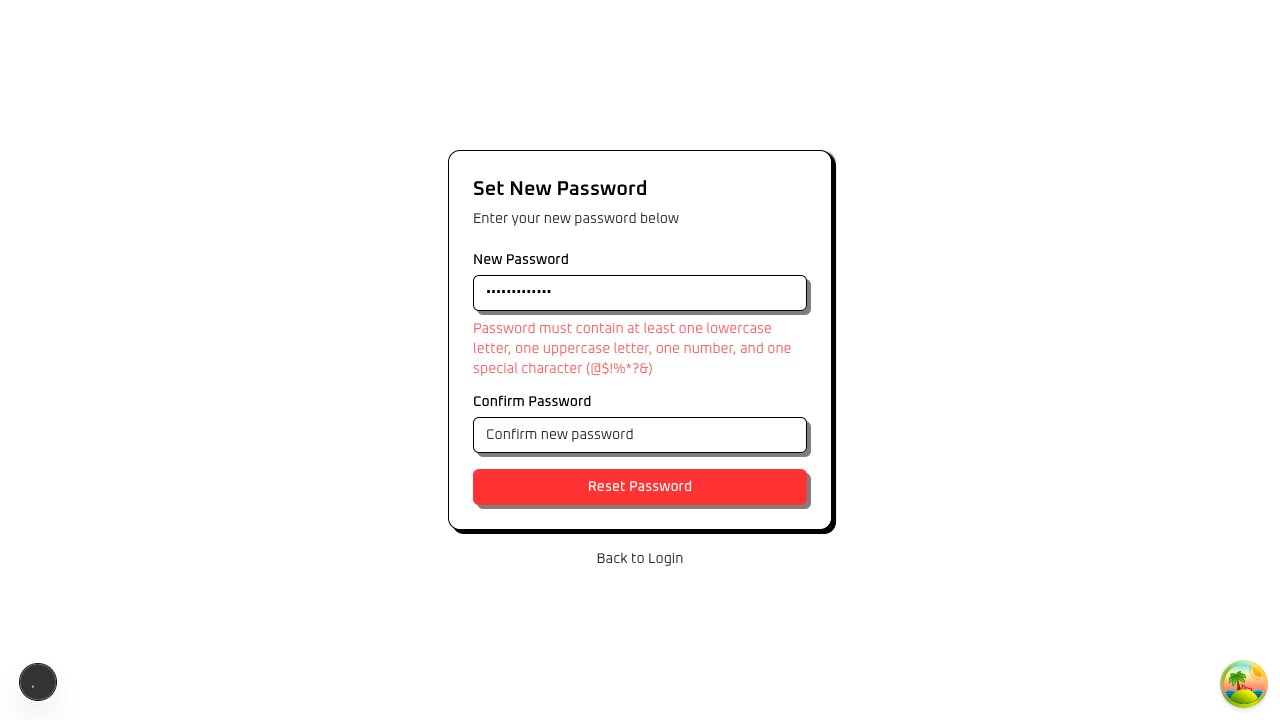 Set New Password
Enter your new password below
New Password
•••••••••••••
Password must contain at least one lowercase
letter, one uppercase letter, one number, and one
special character (@$!%*?&)
Confirm Password
Confirm new password
Reset Password
Back to Login